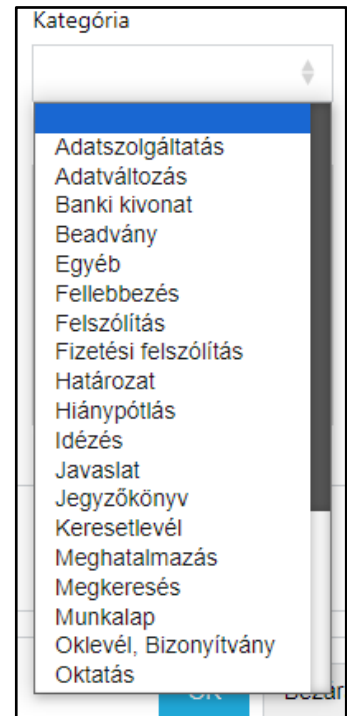 Kategória
Adatszolgáltatás
Adatváltozás
Banki kivonat
Beadvány
Egyéb
Fellebbezés
Felszólítás
Fizetési felszólítás
Határozat
Hiánypótlás
Idézés
Javaslat
Jegyzőkönyv
Keresetlevél
Meghatalmazás
Megkeresés
Munkalap
Oklevél, Bizonyítvány
Oktatás